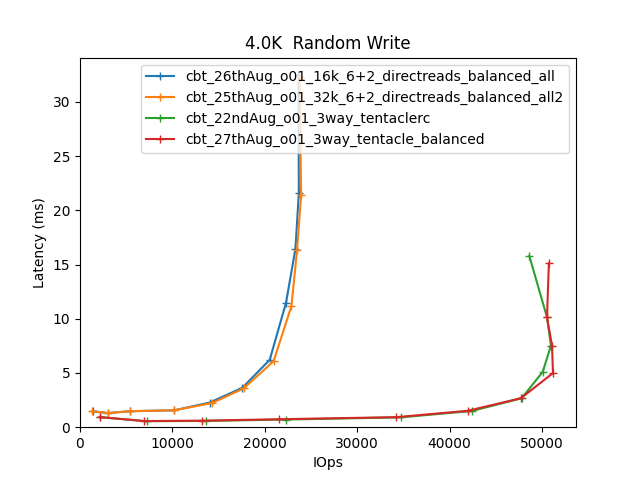 4.0K  Random Write
cbt_26thAug_o01_16k_6+2_directreads_balanced_all
cbt_25thAug_o01_32k_6+2_directreads_balanced_all2
cbt_22ndAug_o01_3way_tentaclerc
cbt_27thAug_o01_3way_tentacle_balanced
Latency (ms)
30
25
20
15
10
5
0
0 10000 20000 30000 40000 50000
IOps